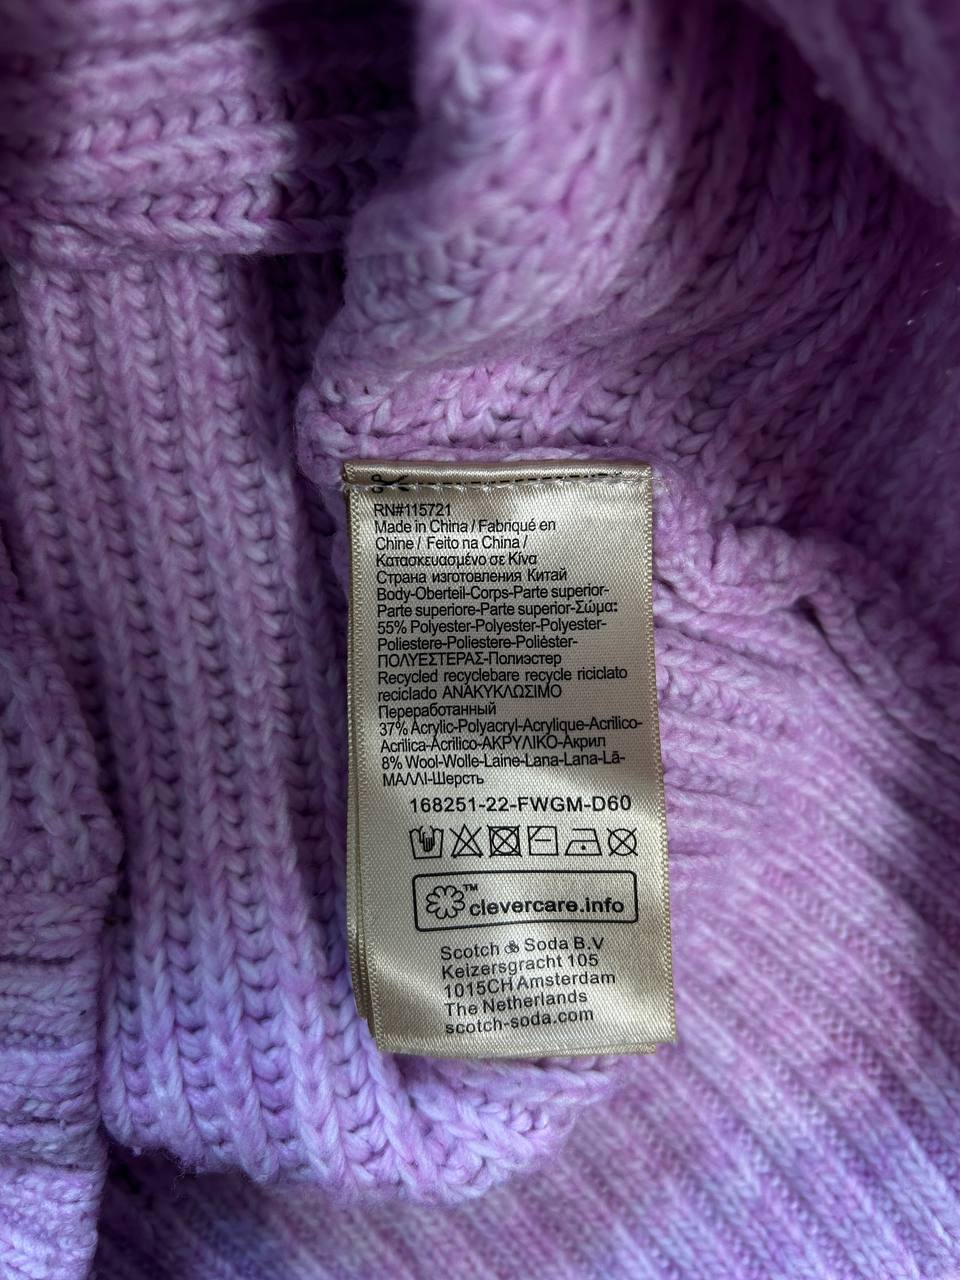 RN#115721
Made in China / Fabriqué en
Chine / Feito na China /
Κατασκευασμένο σε Κίνα
Страна изготовления Китай
Body-Oberteil-Corps-Parte superior-
Parte superiore-Parte superior-Σώμα:
55% Polyester-Polyester-Polyester-
Poliestere-Poliestere-Poliéster-
ΠΟΛΥΕΣΤΕΡΑΣ-Полиэстер
Recycled recyclebare recycle riciclato
reciclado ΑΝΑΚΥΚΛΩΣΙΜΟ
Переработанный
37% Acrylic-Polyacryl-Acrylique-Acrilico-
Acrilica-Acrilico-ΑΚΡΥΛΙΚΟ-Акрил
8% Wool-Wolle-Laine-Lana-Lana-Lã-
ΜΑΛΛΙ-Шерсть
168251-22-FWGM-D60
™ clevercare.info
Scotch & Soda B.V
Keizersgracht 105
1015CH Amsterdam
The Netherlands
scotch-soda.com